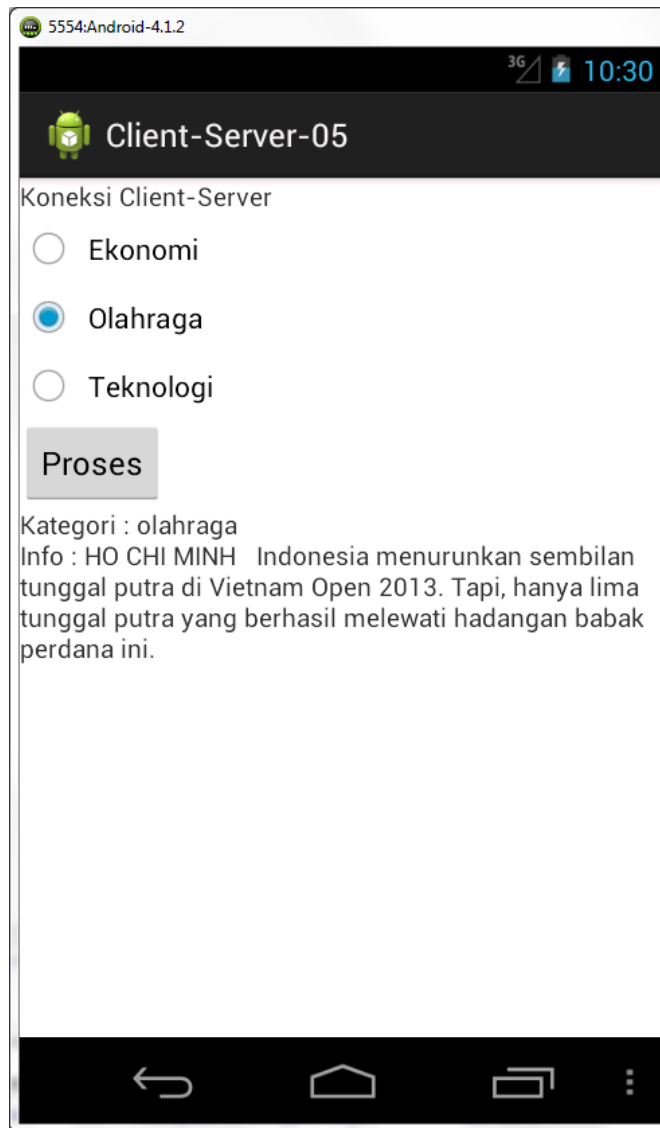 5554:Android-4.1.2
3G 10:30
Client-Server-05
Koneksi Client-Server
Ekonomi
Olahraga
Teknologi
Proses
Kategori : olahraga
Info : HO CHI MINH   Indonesia menurunkan sembilan
tunggal putra di Vietnam Open 2013. Tapi, hanya lima
tunggal putra yang berhasil melewati hadangan babak
perdana ini.